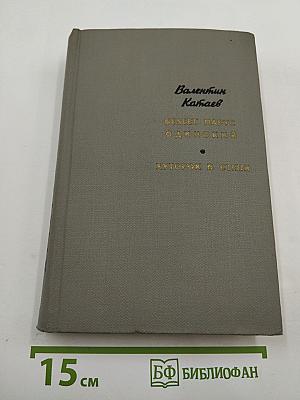 Валентин
Катаев
БЕЛЕЕТ ПАРУС
ОДИНОКИЙ
•
ХУТОРОК В СТЕПИ
15 см
БФ БИБЛИОФАН